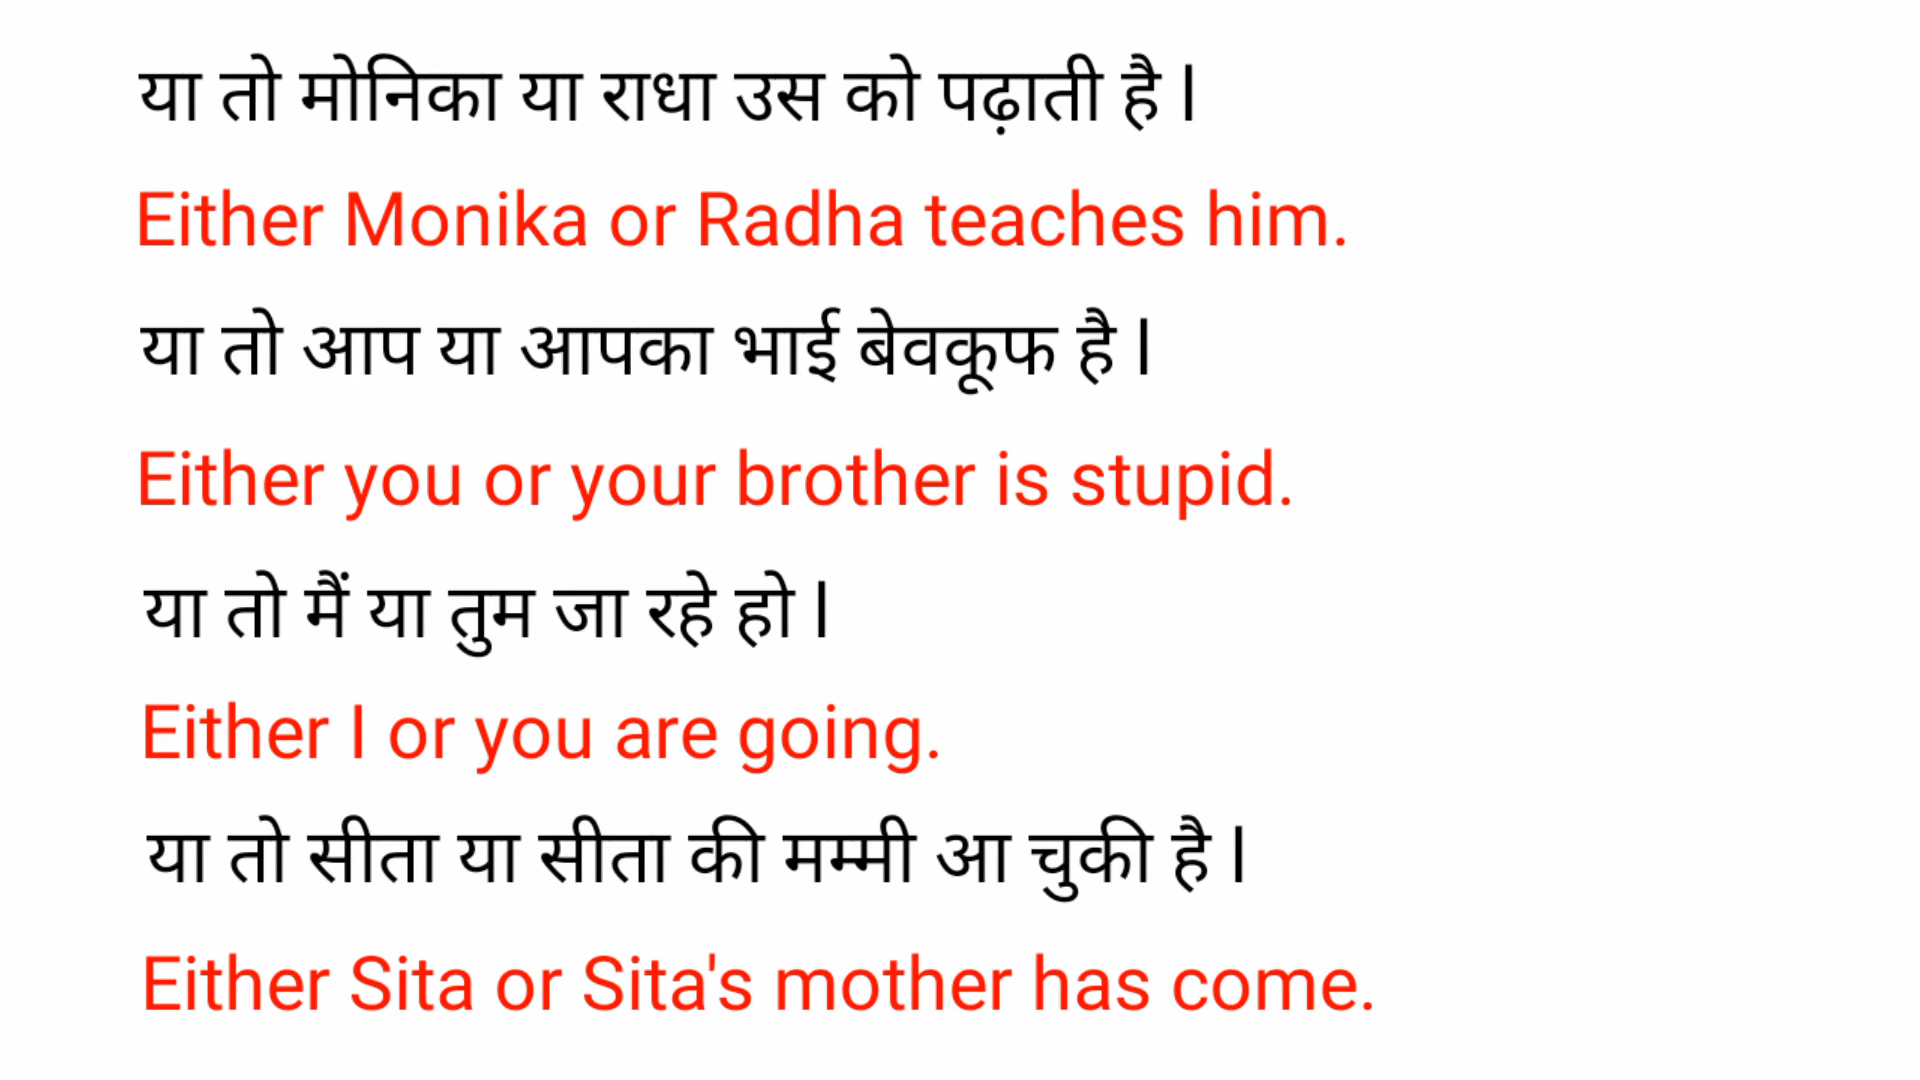 या तो मोनिका या राधा उस को पढ़ाती है l
Either Monika or Radha teaches him.
या तो आप या आपका भाई बेवकूफ है l
Either you or your brother is stupid.
या तो मैं या तुम जा रहे हो l
Either I or you are going.
या तो सीता या सीता की मम्मी आ चुकी है l
Either Sita or Sita's mother has come.